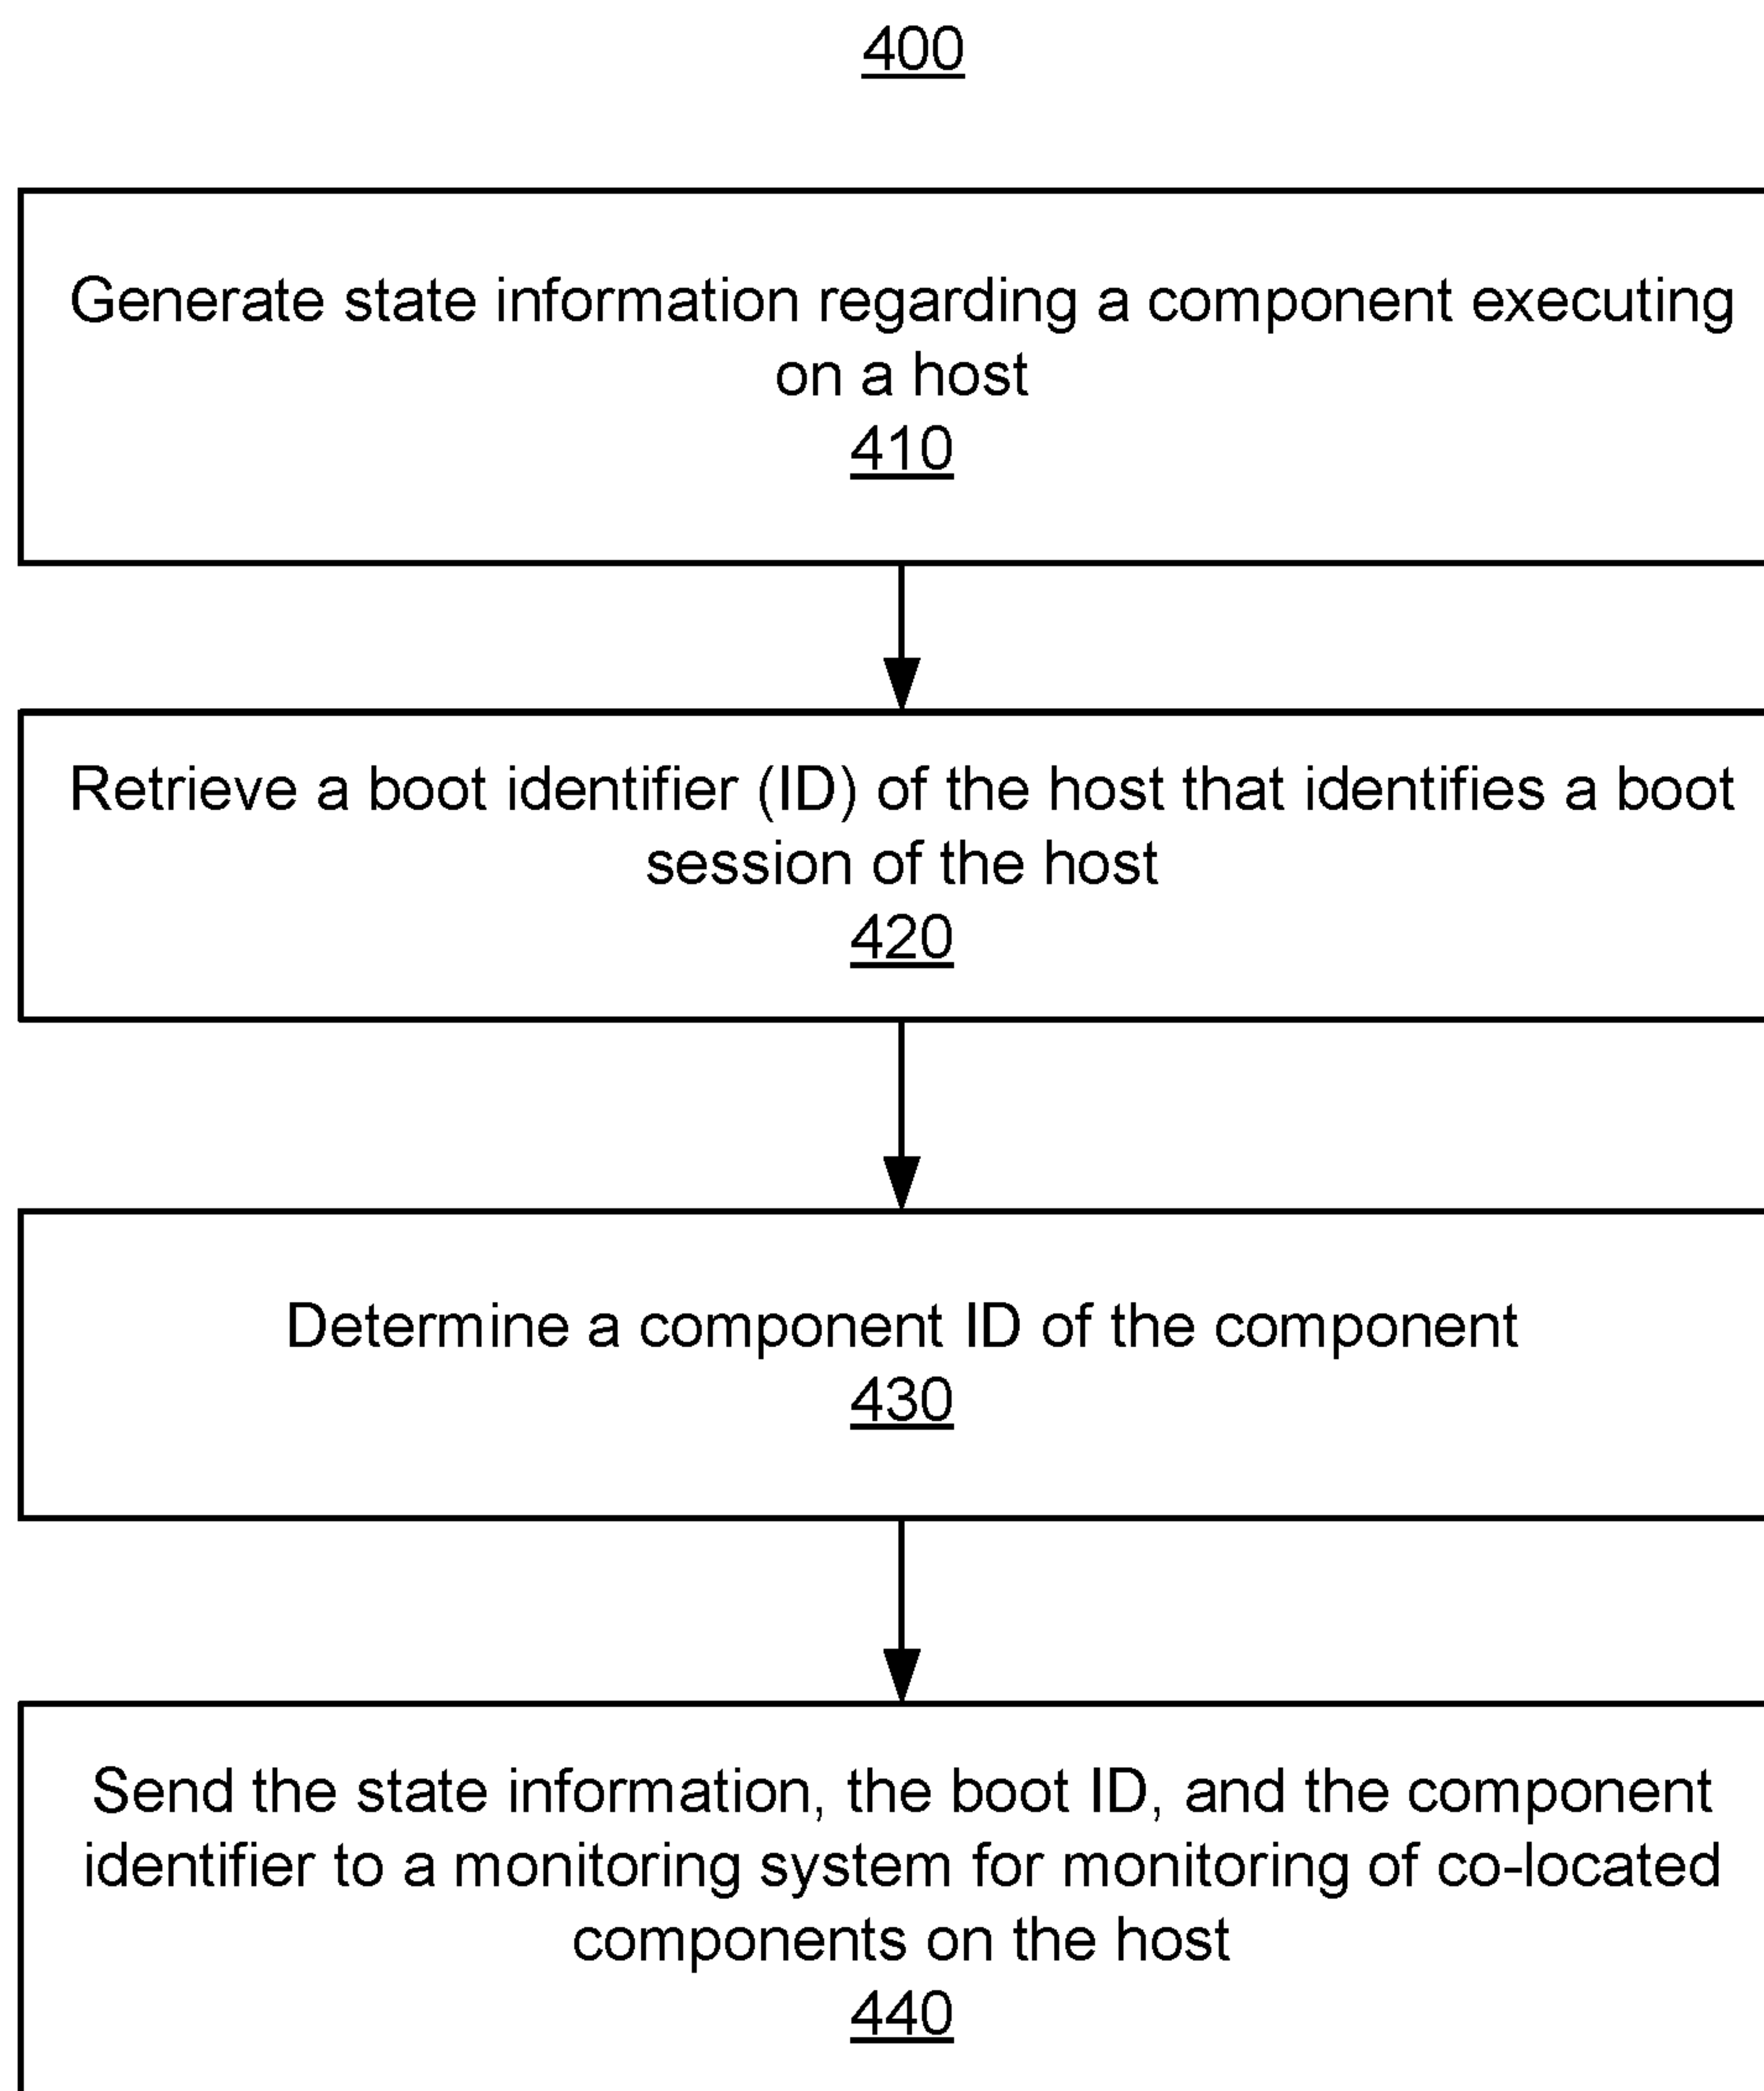 400
Generate state information regarding a component executing
on a host
410
Retrieve a boot identifier (ID) of the host that identifies a boot
session of the host
420
Determine a component ID of the component
430
Send the state information, the boot ID, and the component
identifier to a monitoring system for monitoring of co-located
components on the host
440